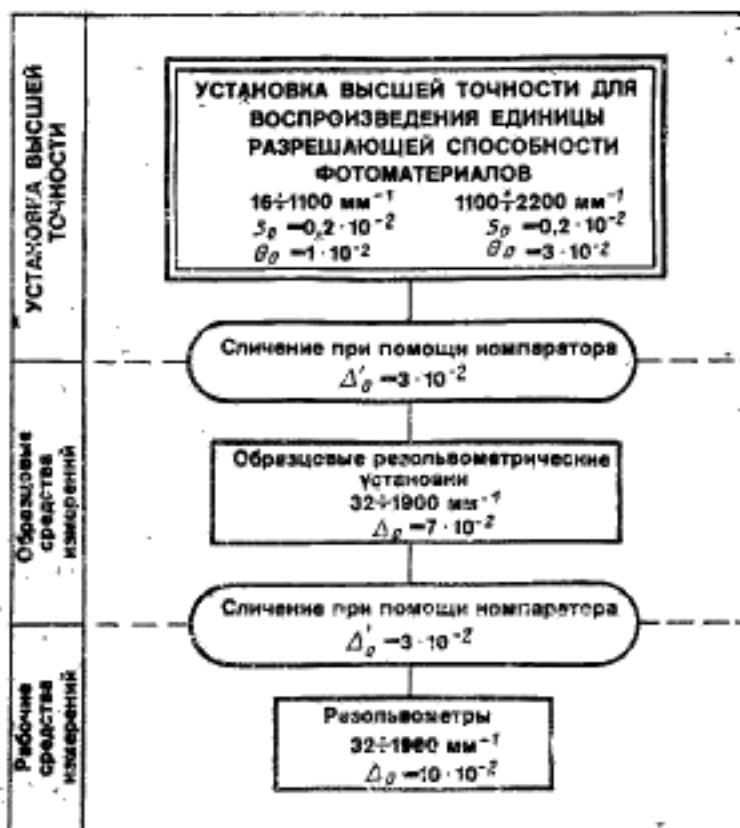 УСТАНОВКА ВЫСШЕЙ ТОЧНОСТИ
УСТАНОВКА ВЫСШЕЙ ТОЧНОСТИ ДЛЯ
ВОСПРОИЗВЕДЕНИЯ ЕДИНИЦЫ
РАЗРЕШАЮЩЕЙ СПОСОБНОСТИ
ФОТОМАТЕРИАЛОВ
16÷1100 мм⁻¹ 1100÷2200 мм⁻¹
S₀ =0,2·10⁻² S₀ =0,2·10⁻²
θ₀ =1·10⁻² θ₀ =3·10⁻²
Сличение при помощи компаратора
Δ'₀ =3·10⁻²
Образцовые
средства
измерений
Образцовые резольвометрические
установки
32÷1900 мм⁻¹
Δ₀ =7·10⁻²
Сличение при помощи компаратора
Δ'₀ =3·10⁻²
Рабочие
средства
измерений
Резольвометры
32÷1900 мм⁻¹
Δ₀ =10·10⁻²